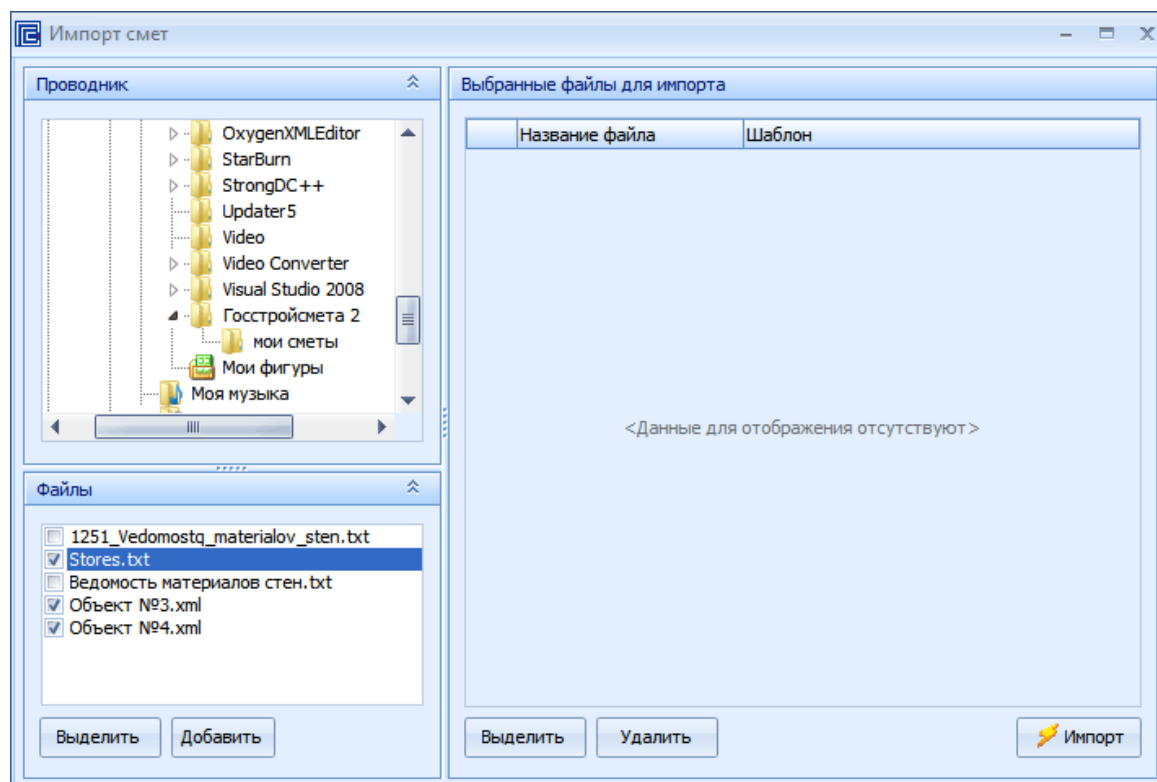 Импорт смет
Проводник
OxygenXMLEditor
StarBurn
StrongDC++
Updater5
Video
Video Converter
Visual Studio 2008
Госстройсмета 2
мои сметы
Мои фигуры
Моя музыка
Файлы
1251_Vedomostq_materialov_sten.txt
Stores.txt
Ведомость материалов стен.txt
Объект №3.xml
Объект №4.xml
Выделить Добавить
Выбранные файлы для импорта
Название файла Шаблон
<Данные для отображения отсутствуют>
Выделить Удалить Импорт